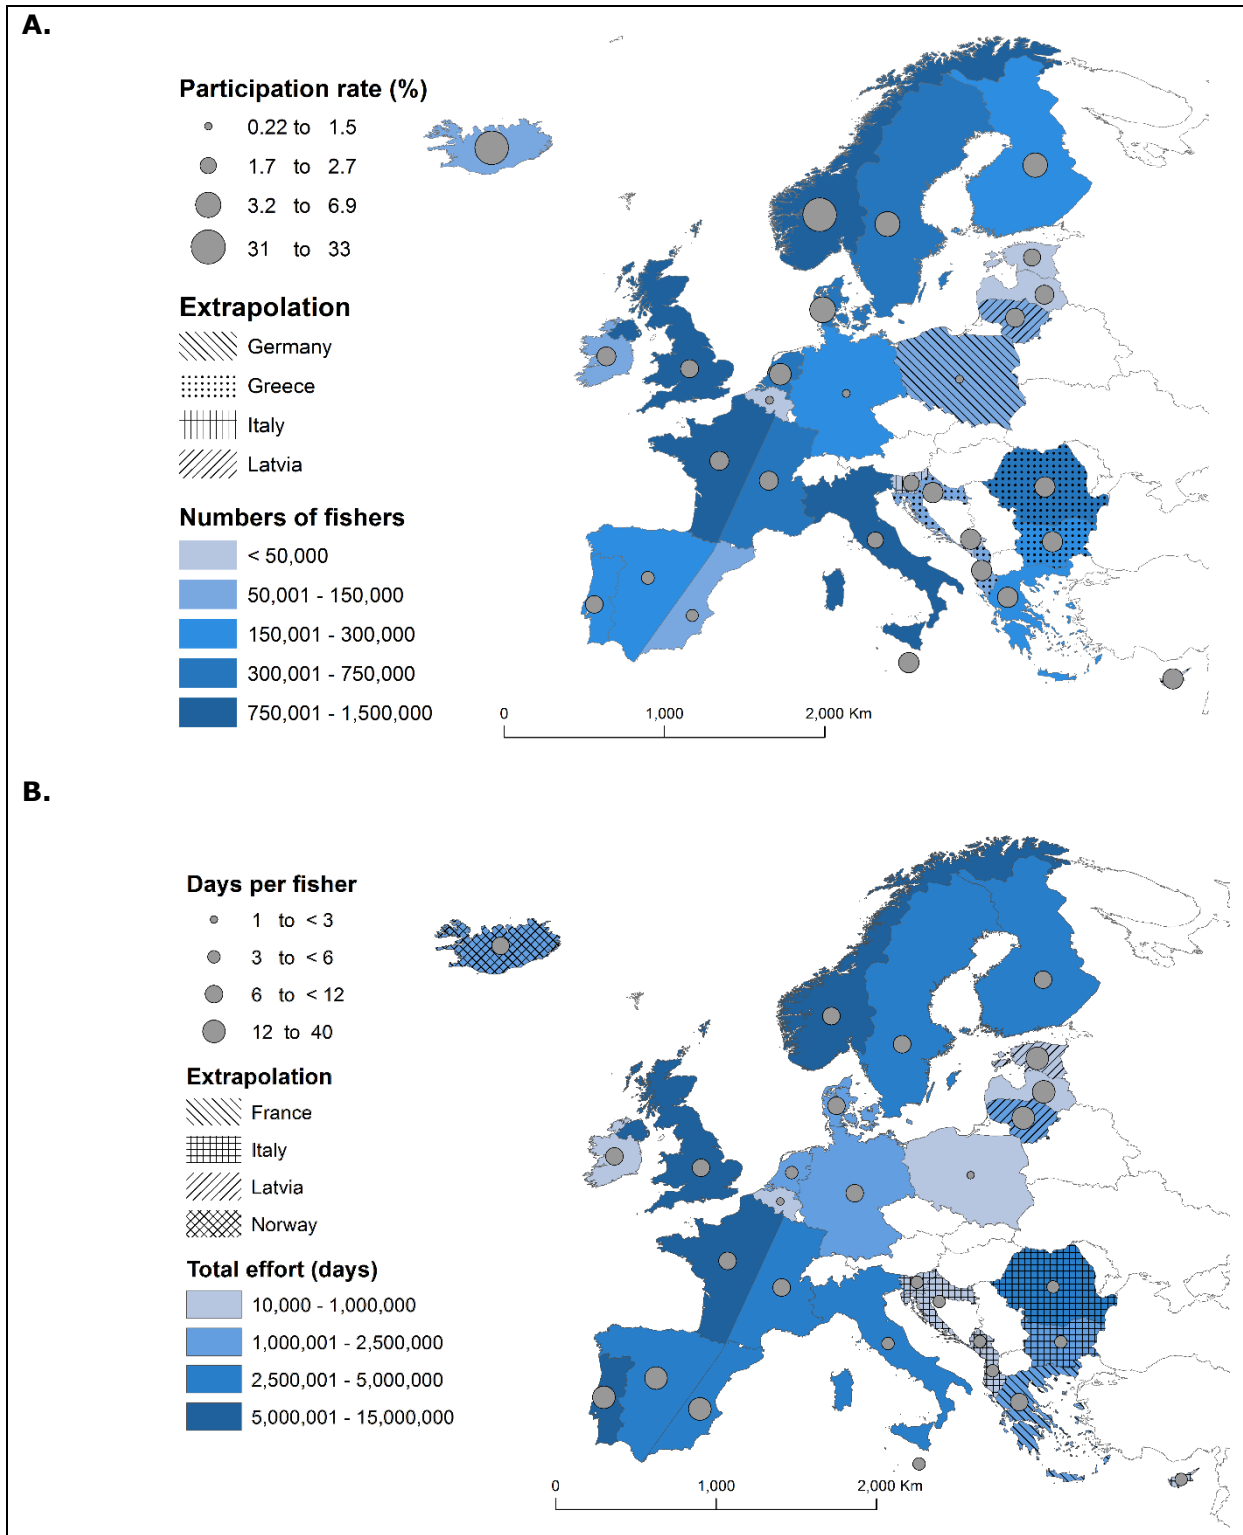 A.
Participation rate (%)
0.22 to 1.5
1.7 to 2.7
3.2 to 6.9
31 to 33
Extrapolation
Germany
Greece
Italy
Latvia
Numbers of fishers
< 50,000
50,001 - 150,000
150,001 - 300,000
300,001 - 750,000
750,001 - 1,500,000
0 1,000 2,000 Km
B.
Days per fisher
1 to < 3
3 to < 6
6 to < 12
12 to 40
Extrapolation
France
Italy
Latvia
Norway
Total effort (days)
10,000 - 1,000,000
1,000,001 - 2,500,000
2,500,001 - 5,000,000
5,000,001 - 15,000,000
0 1,000 2,000 Km